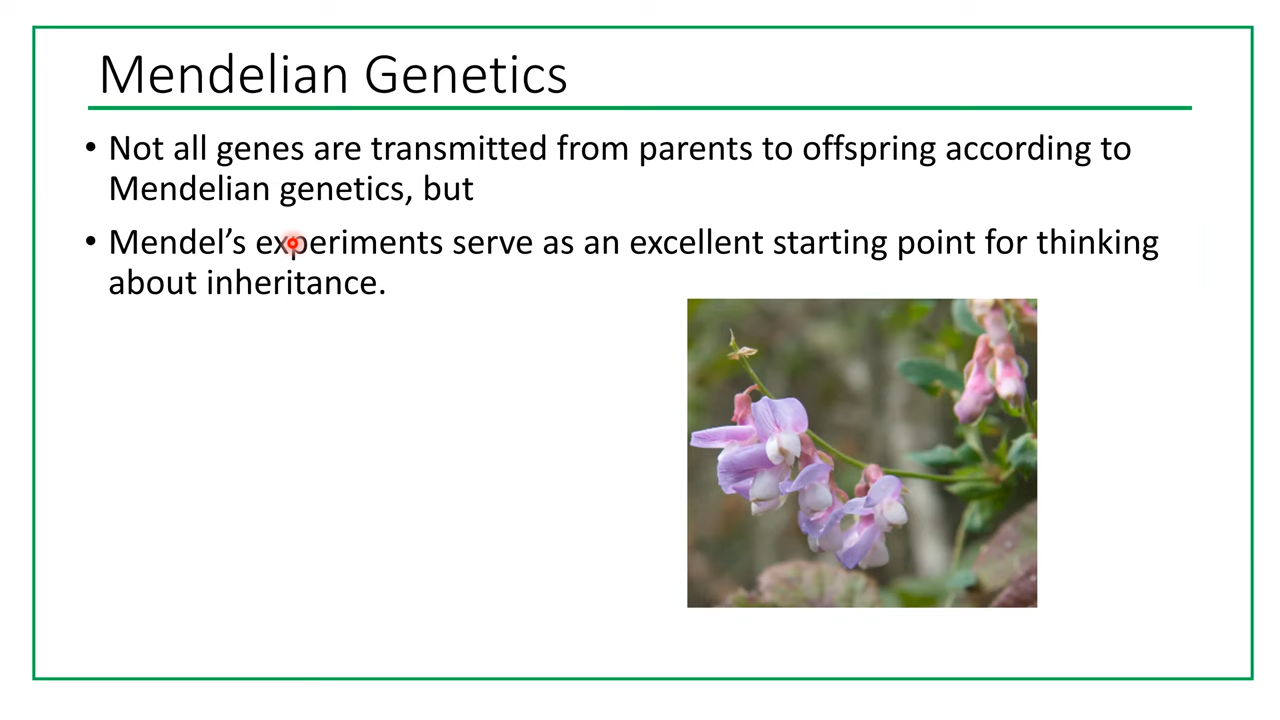 Mendelian Genetics
• Not all genes are transmitted from parents to offspring according to
Mendelian genetics, but
• Mendel’s experiments serve as an excellent starting point for thinking
about inheritance.